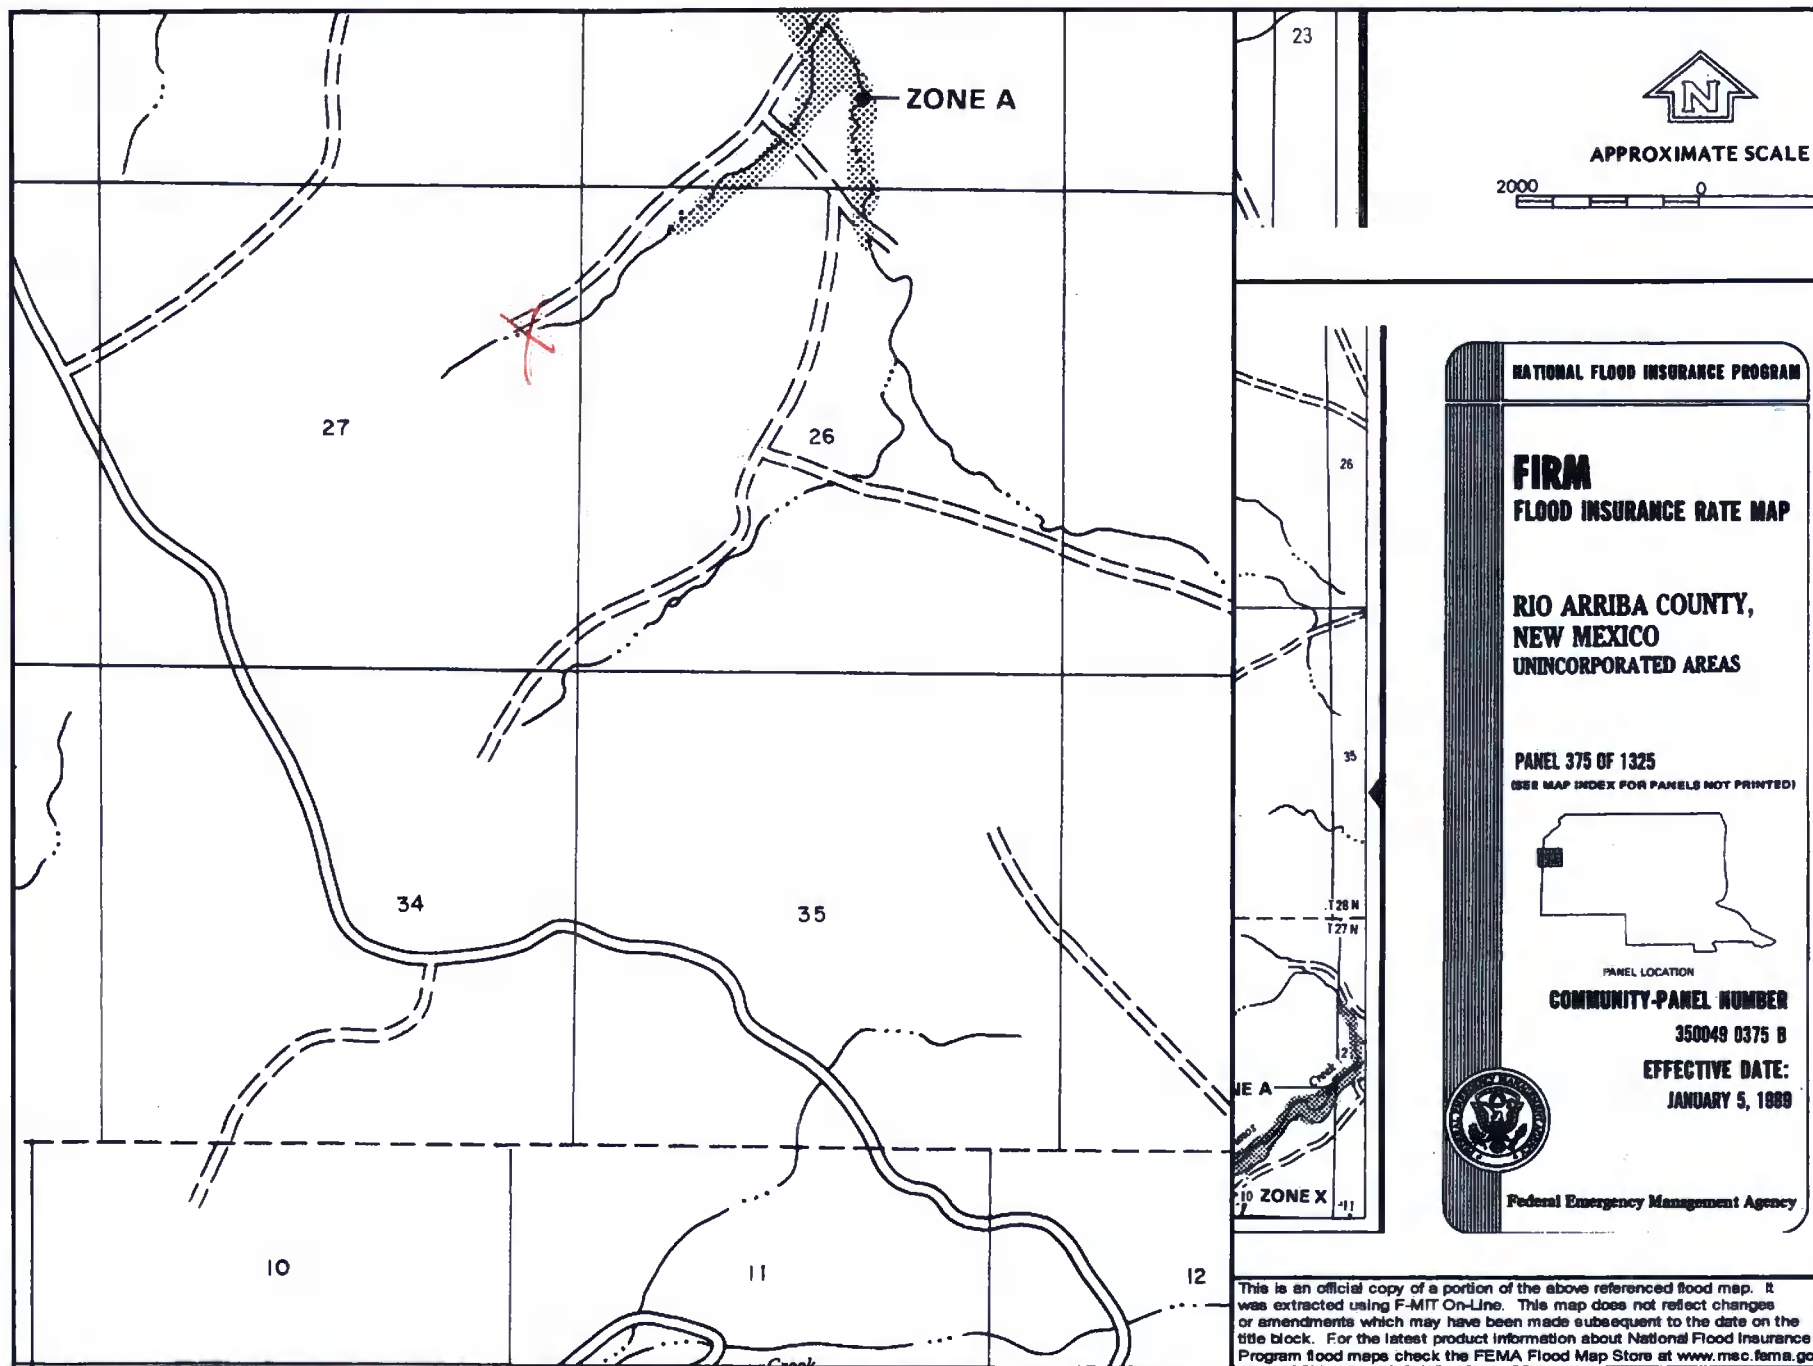 ZONE A
27
26
34
35
10
11
12
Creek
23
26
35
T28N
T27N
2
Creek
NE A
10 ZONE X 11
N
APPROXIMATE SCALE
2000 0
NATIONAL FLOOD INSURANCE PROGRAM
FIRM
FLOOD INSURANCE RATE MAP
RIO ARRIBA COUNTY,
NEW MEXICO
UNINCORPORATED AREAS
PANEL 375 OF 1325
(SEE MAP INDEX FOR PANELS NOT PRINTED)
PANEL LOCATION
COMMUNITY-PANEL NUMBER
350049 0375 B
EFFECTIVE DATE:
JANUARY 5, 1989
Federal Emergency Management Agency
This is an official copy of a portion of the above referenced flood map. It
was extracted using F-MIT On-Line. This map does not reflect changes
or amendments which may have been made subsequent to the date on the
title block. For the latest product information about National Flood Insurance
Program flood maps check the FEMA Flood Map Store at www.msc.fema.go